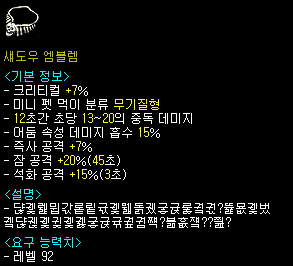 섀도우 엠블렘
<기본 정보>
- 크리티컬 +7%
- 미니 펫 먹이 분류 무기질형
- 12초간 초당 13~20의 중독 데미지
- 어둠 속성 데미지 흡수 15%
- 즉사 공격 +7%
- 잠 공격 +20%(45초)
- 석화 공격 +15%(3초)
<설명>
<요구 능력치>
- 레벨 92